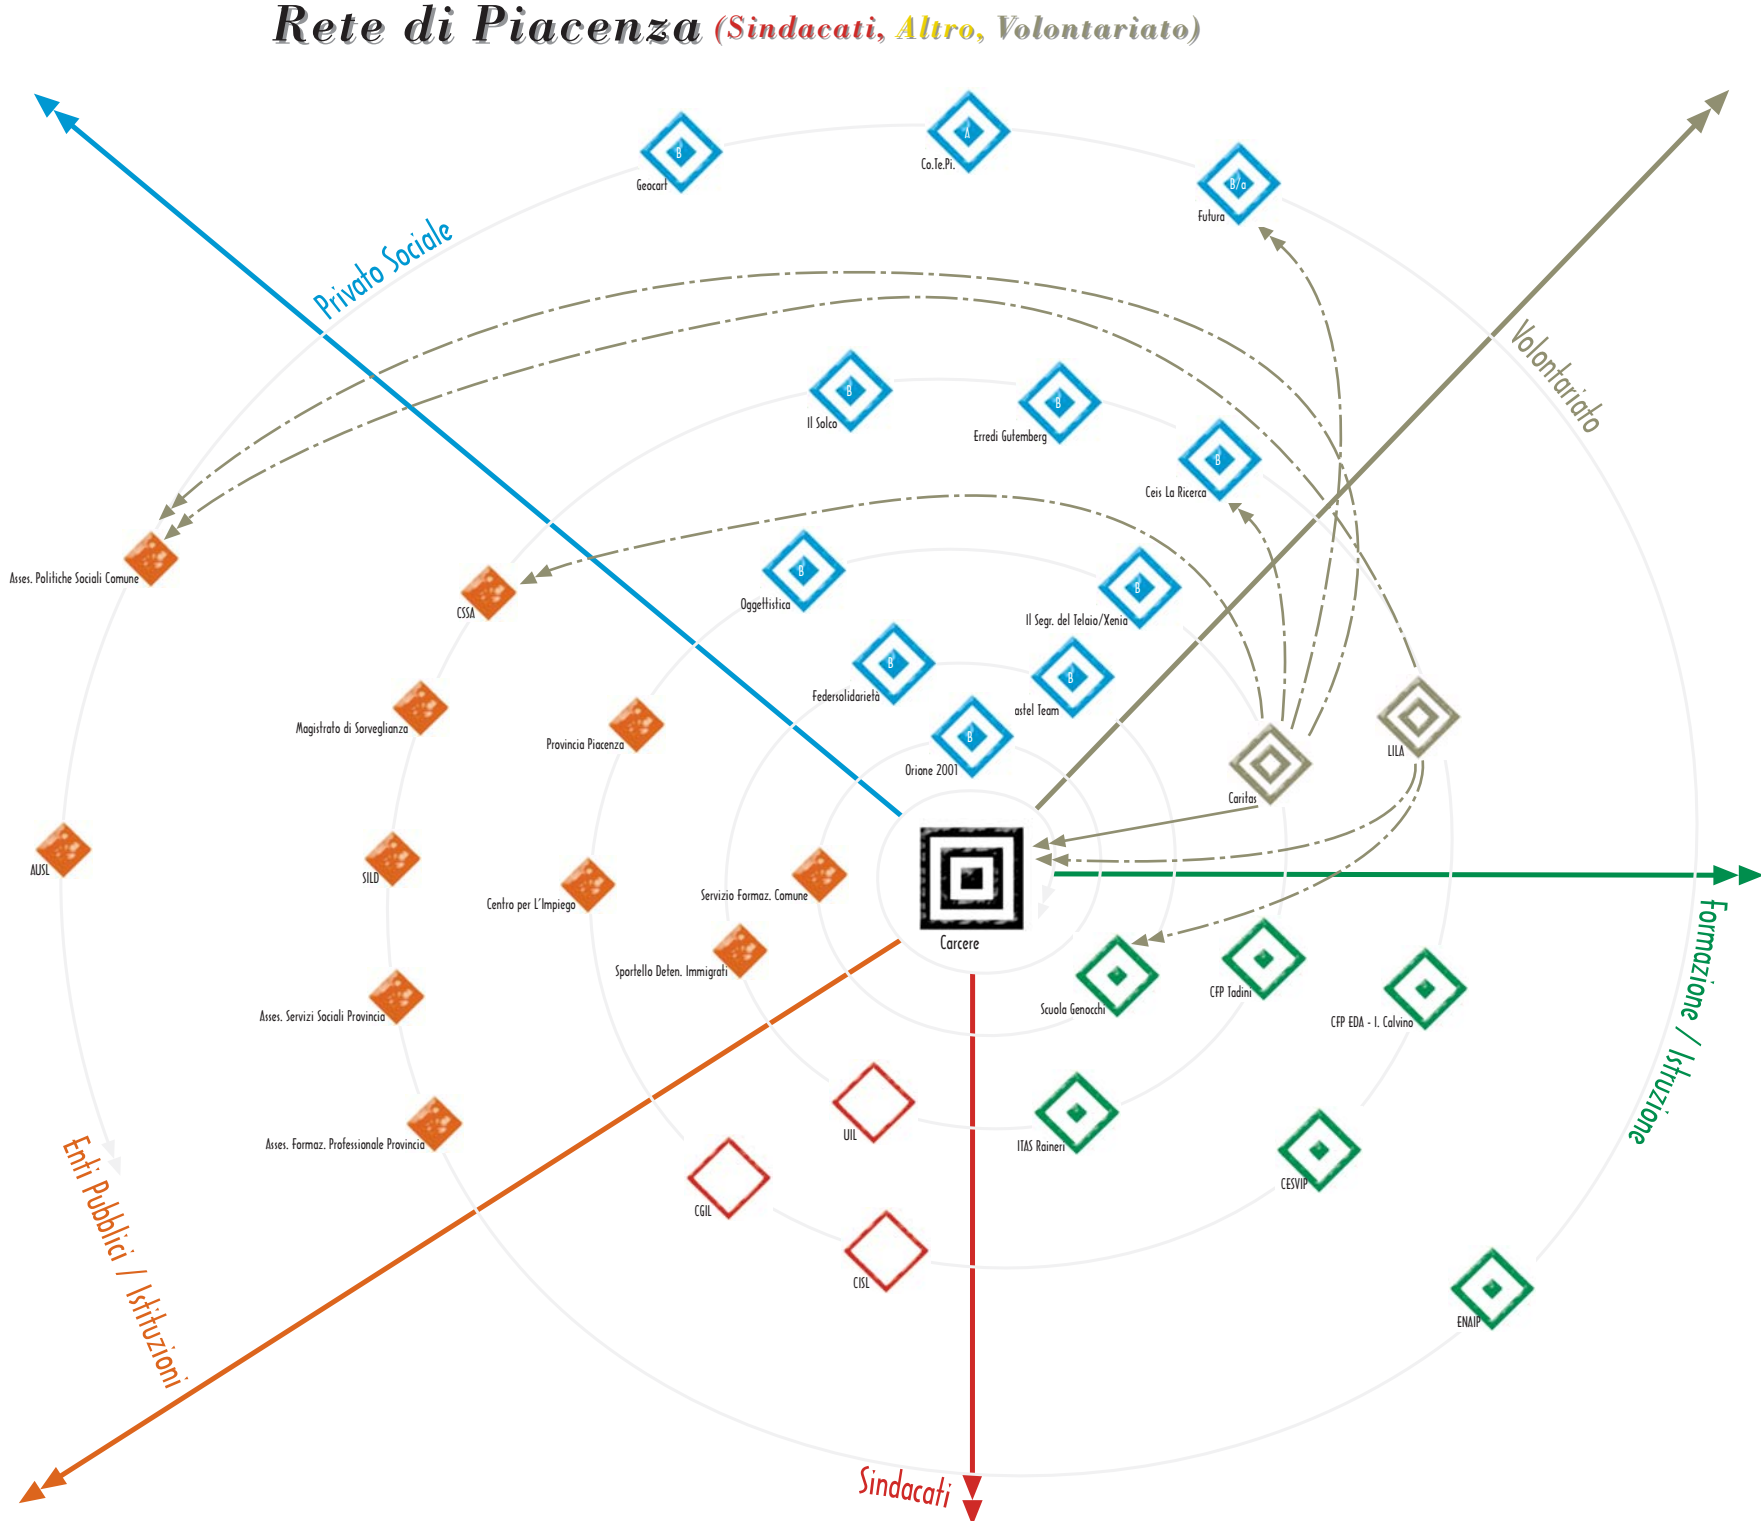 Rete di Piacenza (Sindacati, Altro, Volontariato)
A
Co.Te.Pi.
B
Geocart
B/a
Futura
Privato Sociale
Volontariato
B
Il Solco
B
Erredi Gutemberg
B
Ceis La Ricerca
Asses. Politiche Sociali Comune
CSSA
B
Oggettistica
B
Il Segr. del Telaio/Xenia
B
Federsolidarietà
B
astel Team
Magistrato di Sorveglianza
Provincia Piacenza
B
Orione 2001
LILA
Caritas
AUSL
SILD
Centro per L'Impiego
Servizio Formaz. Comune
Carcere
Sportello Deten. Immigrati
Formazione / Istruzione
Scuola Genocchi
CFP Tadini
CFP EDA - I. Calvino
Asses. Servizi Sociali Provincia
Asses. Formaz. Professionale Provincia
UIL
ITAS Raineri
CESVIP
CGIL
CISL
ENAIP
Enti Pubblici / Istituzioni
Sindacati